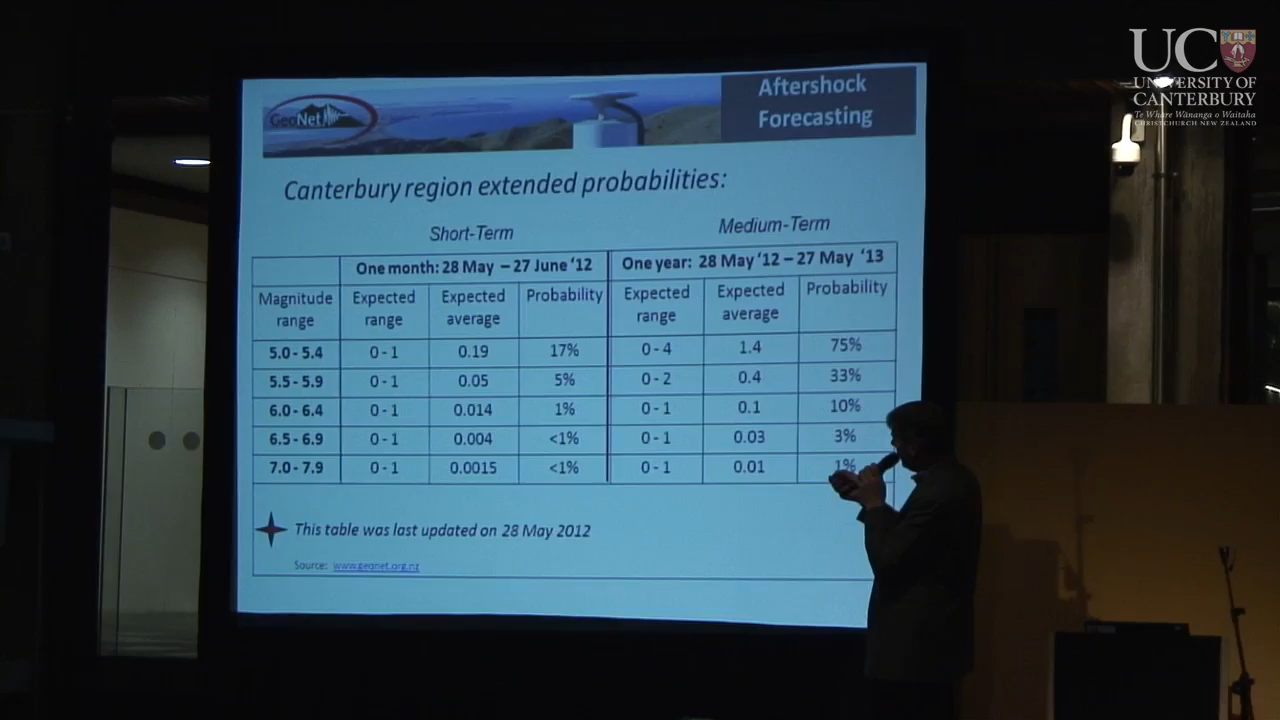 UC
UNIVERSITY OF
CANTERBURY
Te Whare Wānanga o Waitaha
CHRISTCHURCH NEW ZEALAND
GeoNet
Aftershock
Forecasting
Canterbury region extended probabilities:
Short-Term Medium-Term
One month: 28 May – 27 June '12 One year: 28 May '12 – 27 May '13
Magnitude range Expected range Expected average Probability Expected range Expected average Probability
5.0 - 5.4 0 - 1 0.19 17% 0 - 4 1.4 75%
5.5 - 5.9 0 - 1 0.05 5% 0 - 2 0.4 33%
6.0 - 6.4 0 - 1 0.014 1% 0 - 1 0.1 10%
6.5 - 6.9 0 - 1 0.004 <1% 0 - 1 0.03 3%
7.0 - 7.9 0 - 1 0.0015 <1% 0 - 1 0.01 1%
This table was last updated on 28 May 2012
Source: www.geonet.org.nz